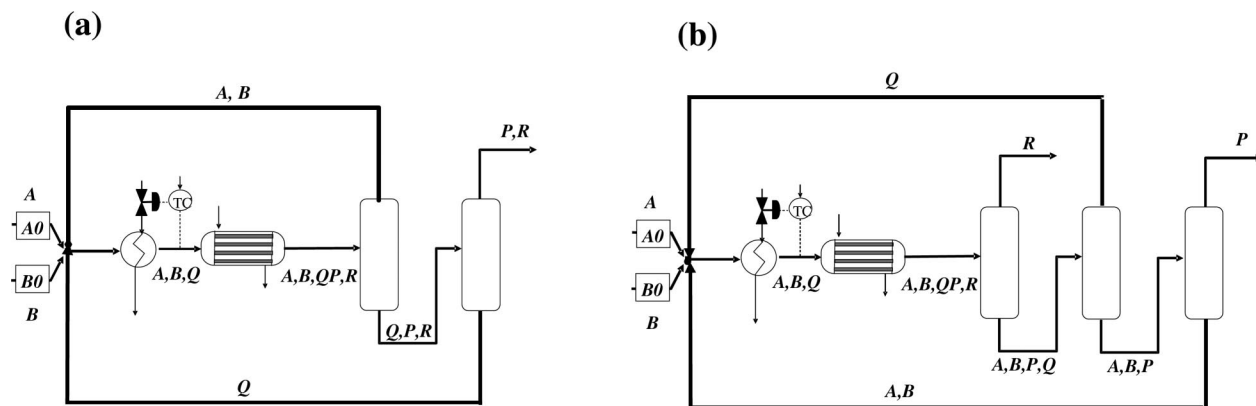 (a)
A, B
P,R
A
A0
TC
B0
B
A,B,Q
A,B,QP,R
Q,P,R
Q
(b)
Q
R
P
A
A0
TC
B0
B
A,B,Q
A,B,QP,R
A,B,P,Q
A,B,P
A,B